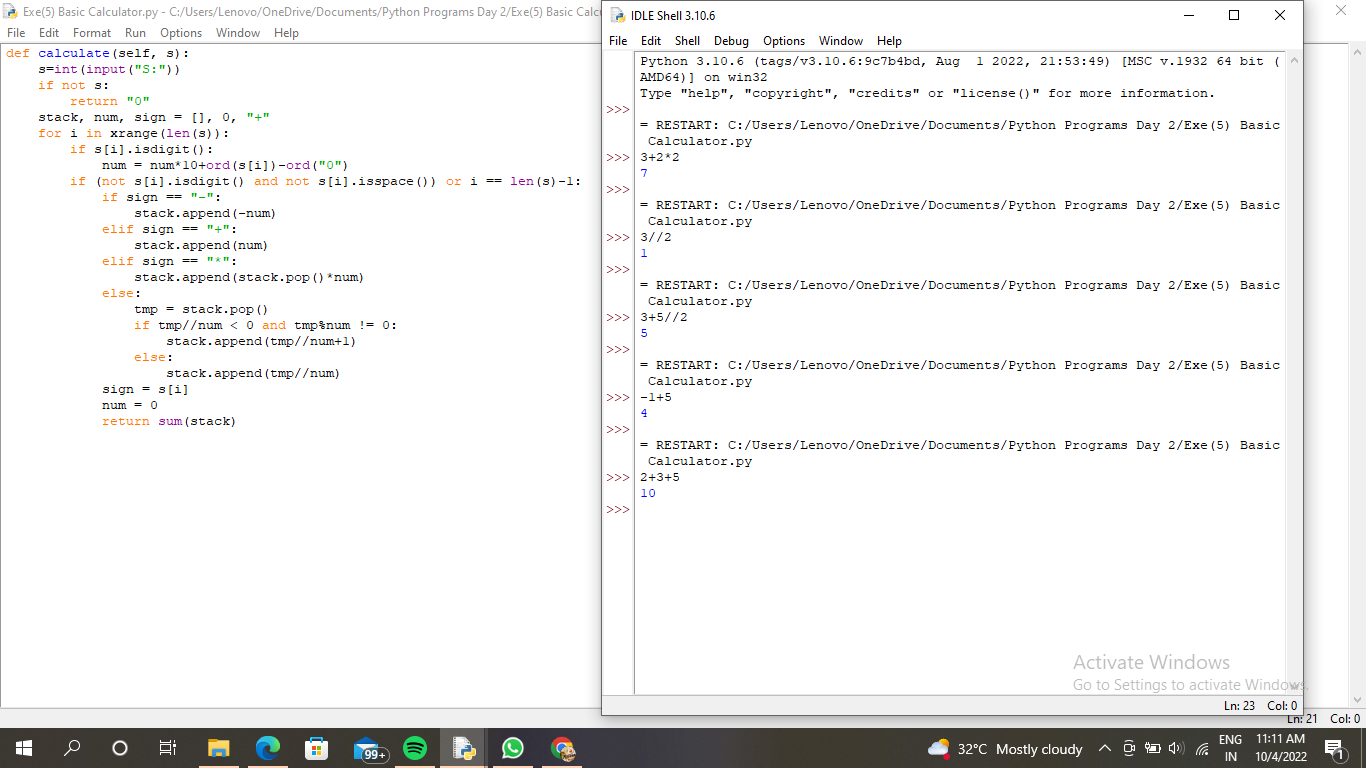 Exe(5) Basic Calculator.py - C:/Users/Lenovo/OneDrive/Documents/Python Programs Day 2/Exe(5) Basic Calc
File Edit Format Run Options Window Help
def calculate(self, s):
    s=int(input("S:"))
    if not s:
        return "0"
    stack, num, sign = [], 0, "+"
    for i in xrange(len(s)):
        if s[i].isdigit():
            num = num*10+ord(s[i])-ord("0")
        if (not s[i].isdigit() and not s[i].isspace()) or i == len(s)-1:
            if sign == "-":
                stack.append(-num)
            elif sign == "+":
                stack.append(num)
            elif sign == "*":
                stack.append(stack.pop()*num)
            else:
                tmp = stack.pop()
                if tmp//num < 0 and tmp%num != 0:
                    stack.append(tmp//num+1)
                else:
                    stack.append(tmp//num)
            sign = s[i]
            num = 0
            return sum(stack)
IDLE Shell 3.10.6
File Edit Shell Debug Options Window Help
Python 3.10.6 (tags/v3.10.6:9c7b4bd, Aug  1 2022, 21:53:49) [MSC v.1932 64 bit (
AMD64)] on win32
Type "help", "copyright", "credits" or "license()" for more information.
>>>
= RESTART: C:/Users/Lenovo/OneDrive/Documents/Python Programs Day 2/Exe(5) Basic
 Calculator.py
>>> 3+2*2
7
>>>
= RESTART: C:/Users/Lenovo/OneDrive/Documents/Python Programs Day 2/Exe(5) Basic
 Calculator.py
>>> 3//2
1
>>>
= RESTART: C:/Users/Lenovo/OneDrive/Documents/Python Programs Day 2/Exe(5) Basic
 Calculator.py
>>> 3+5//2
5
>>>
= RESTART: C:/Users/Lenovo/OneDrive/Documents/Python Programs Day 2/Exe(5) Basic
 Calculator.py
>>> -1+5
4
>>>
= RESTART: C:/Users/Lenovo/OneDrive/Documents/Python Programs Day 2/Exe(5) Basic
 Calculator.py
>>> 2+3+5
10
>>>
Activate Windows
Go to Settings to activate Windows.
Ln: 23 Col: 0
Ln: 21 Col: 0
99+
32°C Mostly cloudy
ENG
IN
11:11 AM
10/4/2022
1